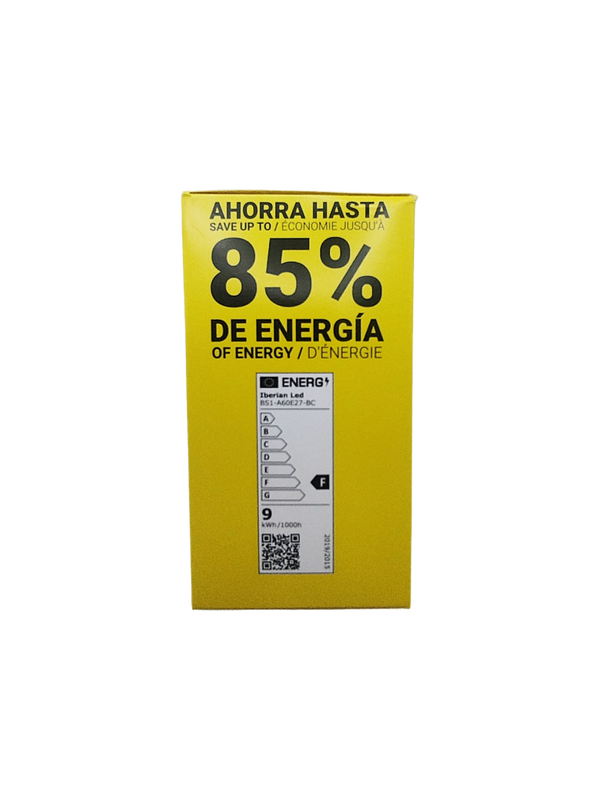 AHORRA HASTA
SAVE UP TO / ÉCONOMIE JUSQU'À
85%
DE ENERGÍA
OF ENERGY / D'ÉNERGIE
ENERG
Iberian Led
BS1-A60E27-BC
A
B
C
D
E
F F
G
9
kWh/1000h
2019/2015